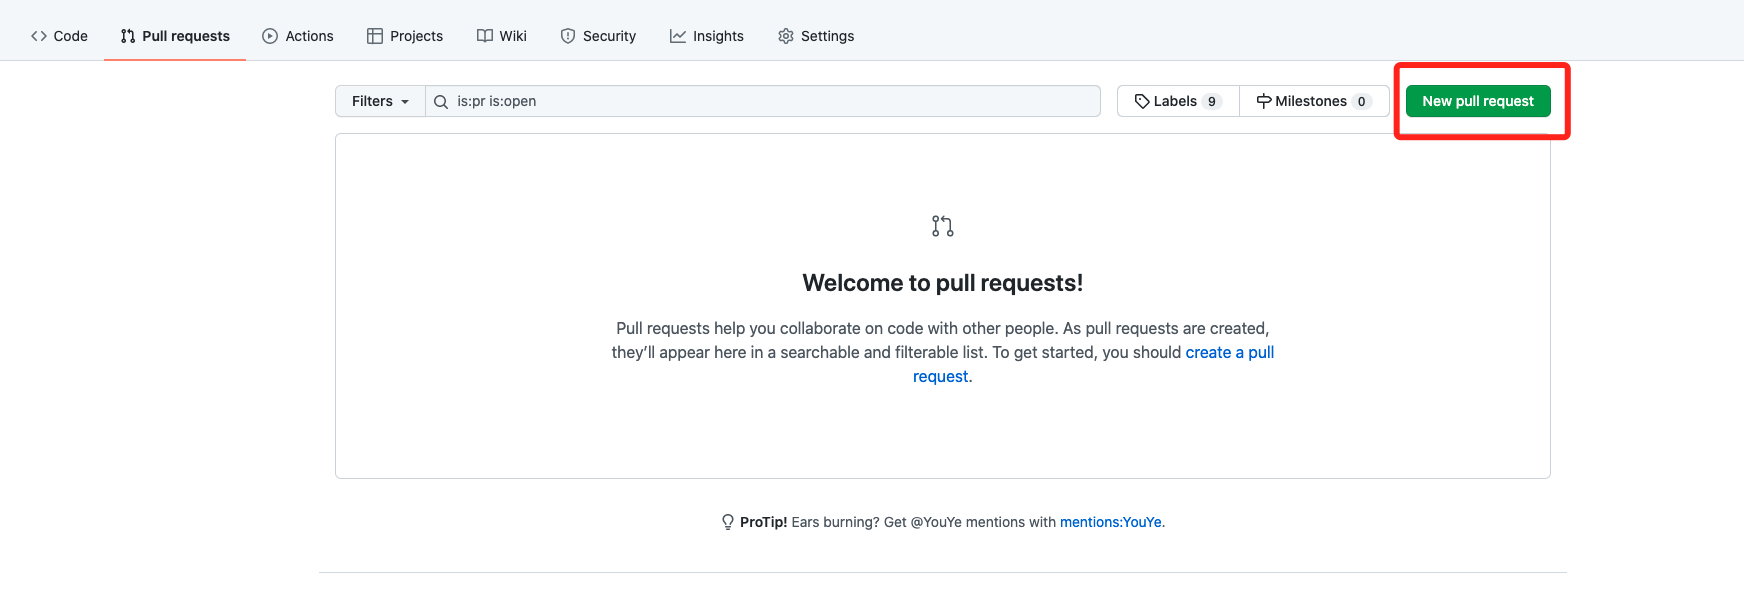 Code Pull requests Actions Projects Wiki Security Insights Settings
Filters is:pr is:open Labels 9 Milestones 0 New pull request
Welcome to pull requests!
Pull requests help you collaborate on code with other people. As pull requests are created,
they’ll appear here in a searchable and filterable list. To get started, you should create a pull
request.
ProTip! Ears burning? Get @YouYe mentions with mentions:YouYe.